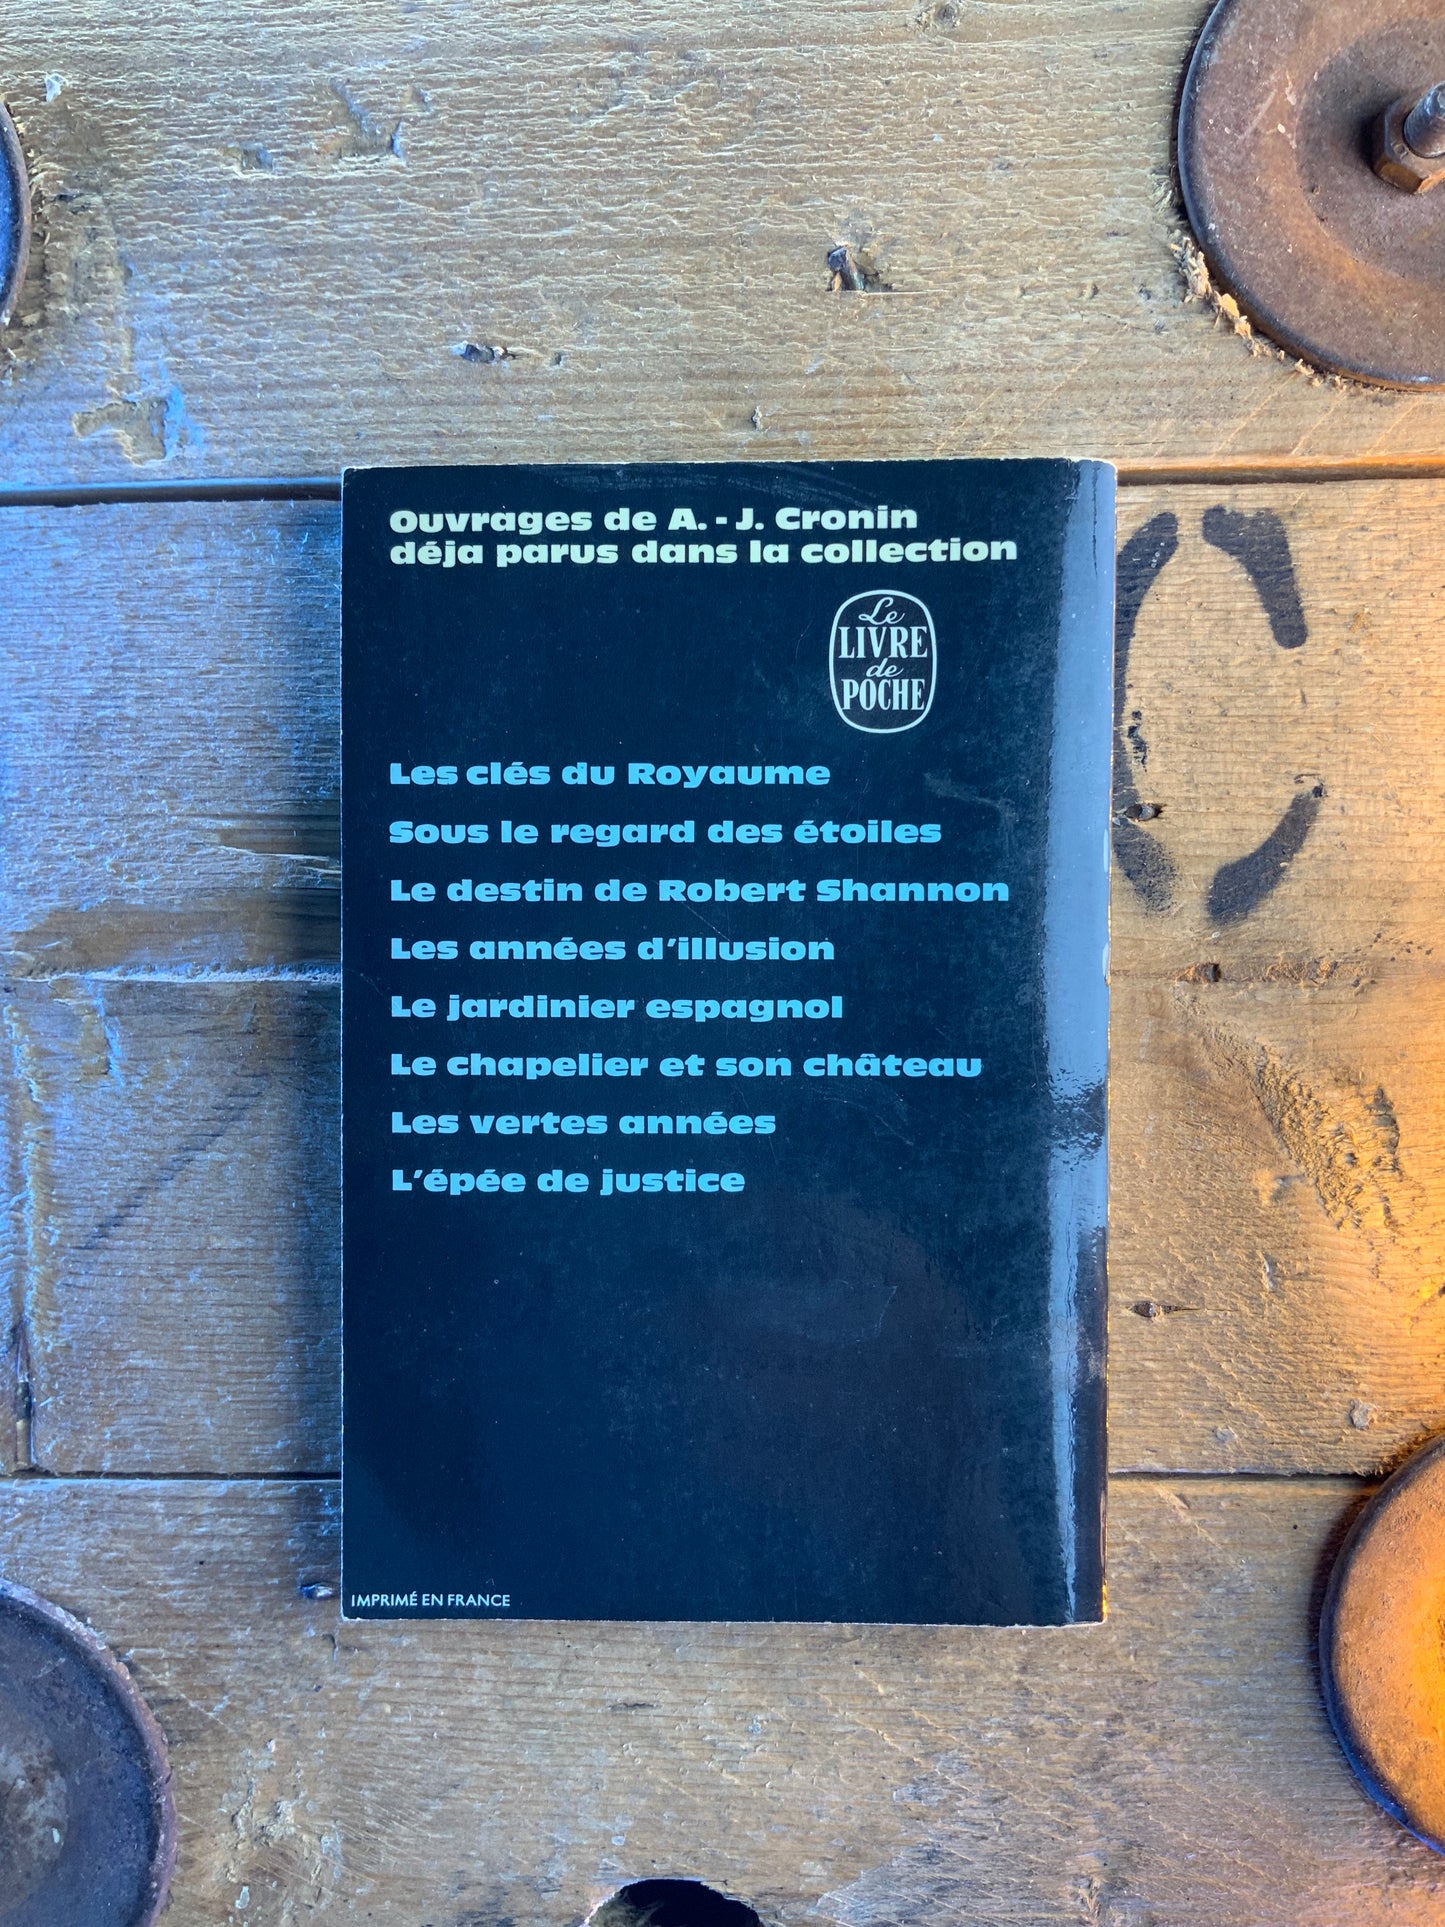 Ouvrages de A.-J. Cronin
déja parus dans la collection
Le
LIVRE
de
POCHE
Les clés du Royaume
Sous le regard des étoiles
Le destin de Robert Shannon
Les années d'illusion
Le jardinier espagnol
Le chapelier et son château
Les vertes années
L'épée de justice
IMPRIMÉ EN FRANCE